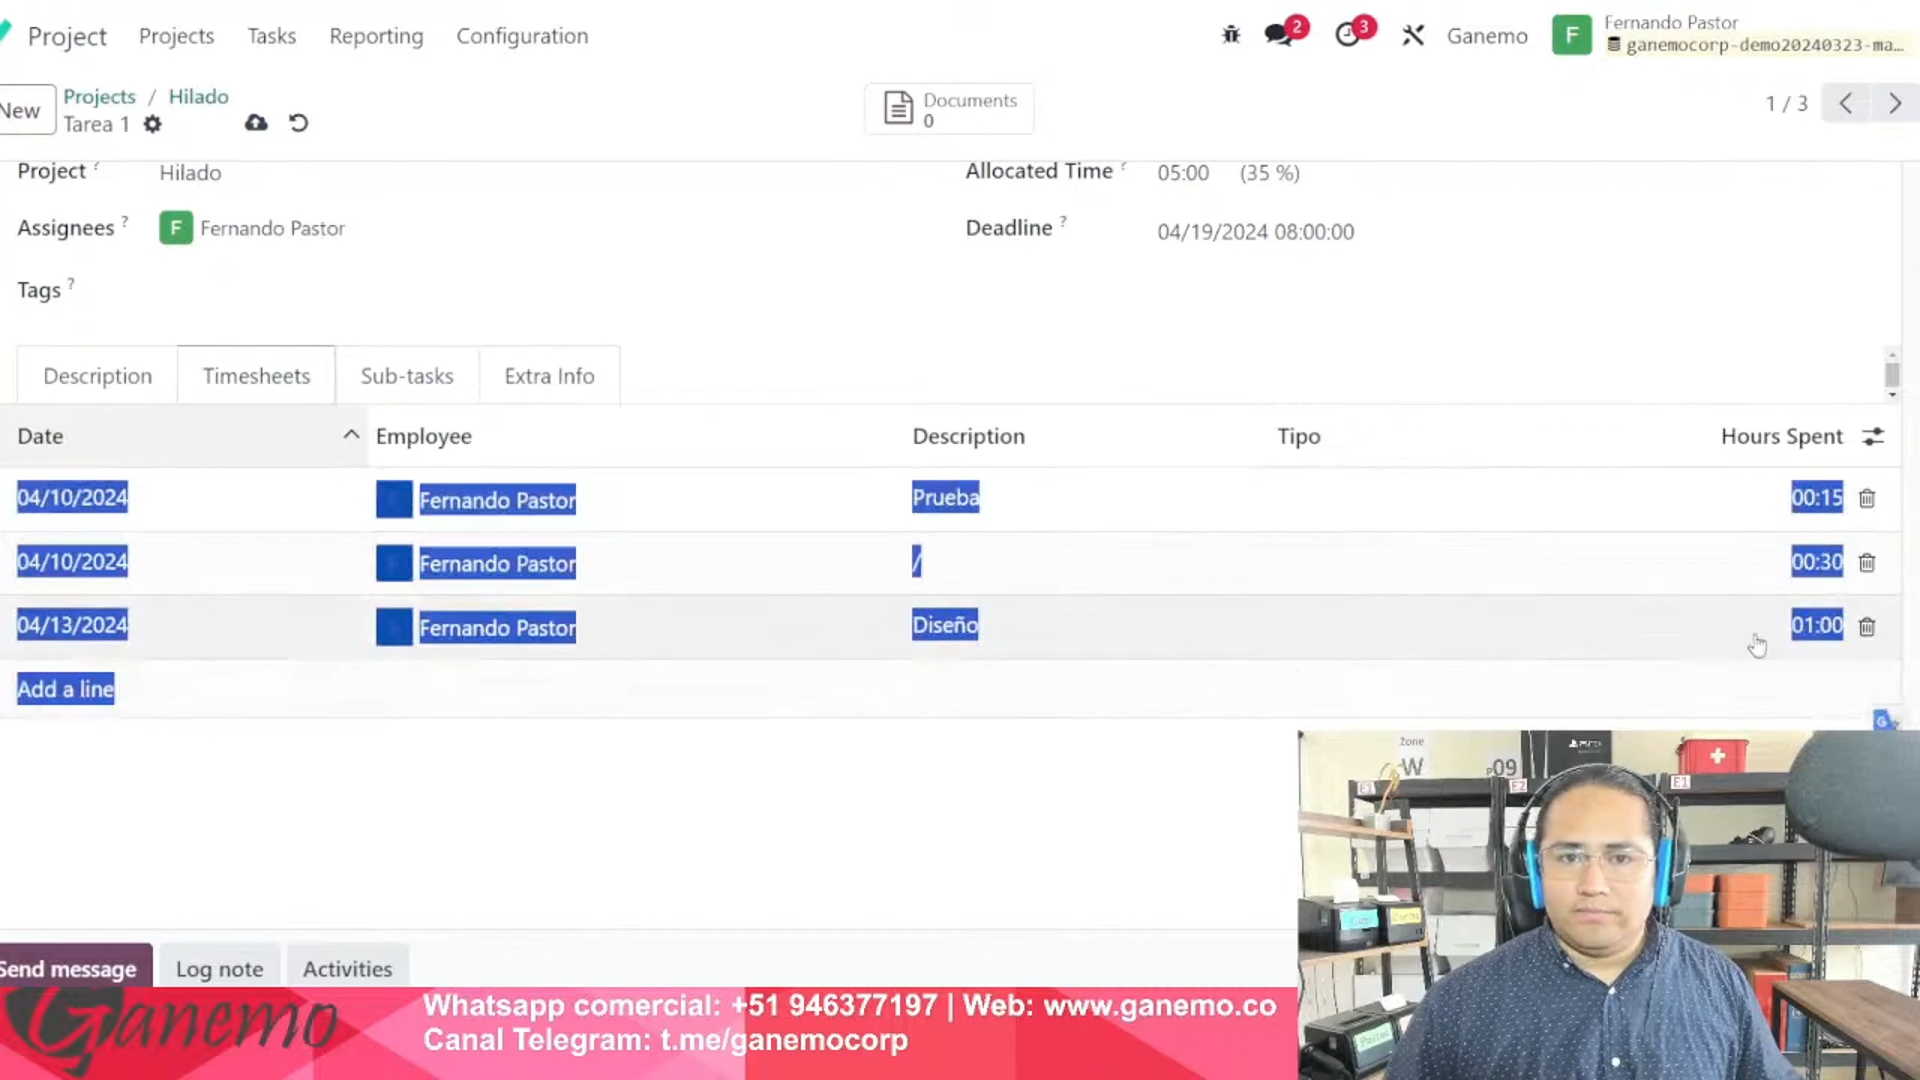 Project Projects Tasks Reporting Configuration
2 3 Ganemo F Fernando Pastor
ganemocorp-demo20240323-ma...
New Projects / Hilado
Tarea 1
Documents
0
1 / 3
Project ? Hilado
Allocated Time ? 05:00 (35 %)
Assignees ? F Fernando Pastor
Deadline ? 04/19/2024 08:00:00
Tags ?
Description Timesheets Sub-tasks Extra Info
Date Employee Description Tipo Hours Spent
04/10/2024 Fernando Pastor Prueba 00:15
04/10/2024 Fernando Pastor / 00:30
04/13/2024 Fernando Pastor Diseño 01:00
Add a line
G
Zone
W
09
E1 E2 E1
Send message Log note Activities
Ganemo
Whatsapp comercial: +51 946377197 | Web: www.ganemo.co
Canal Telegram: t.me/ganemocorp